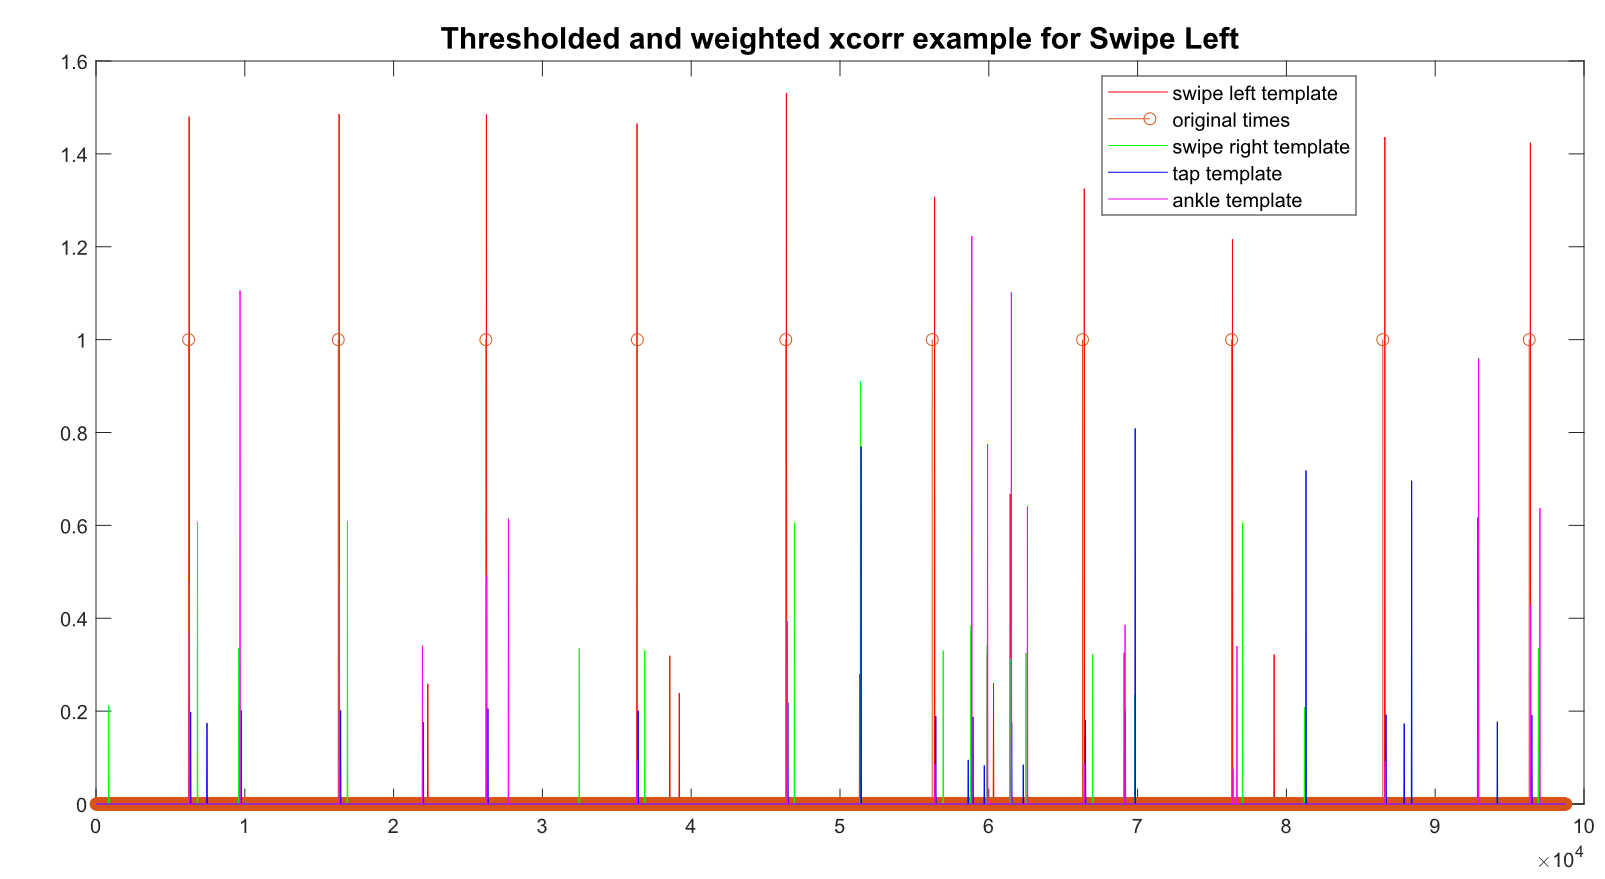 Thresholded and weighted xcorr example for Swipe Left
1.6
1.4
1.2
1
0.8
0.6
0.4
0.2
0
swipe left template
original times
swipe right template
tap template
ankle template
0 1 2 3 4 5 6 7 8 9 10
×10⁴